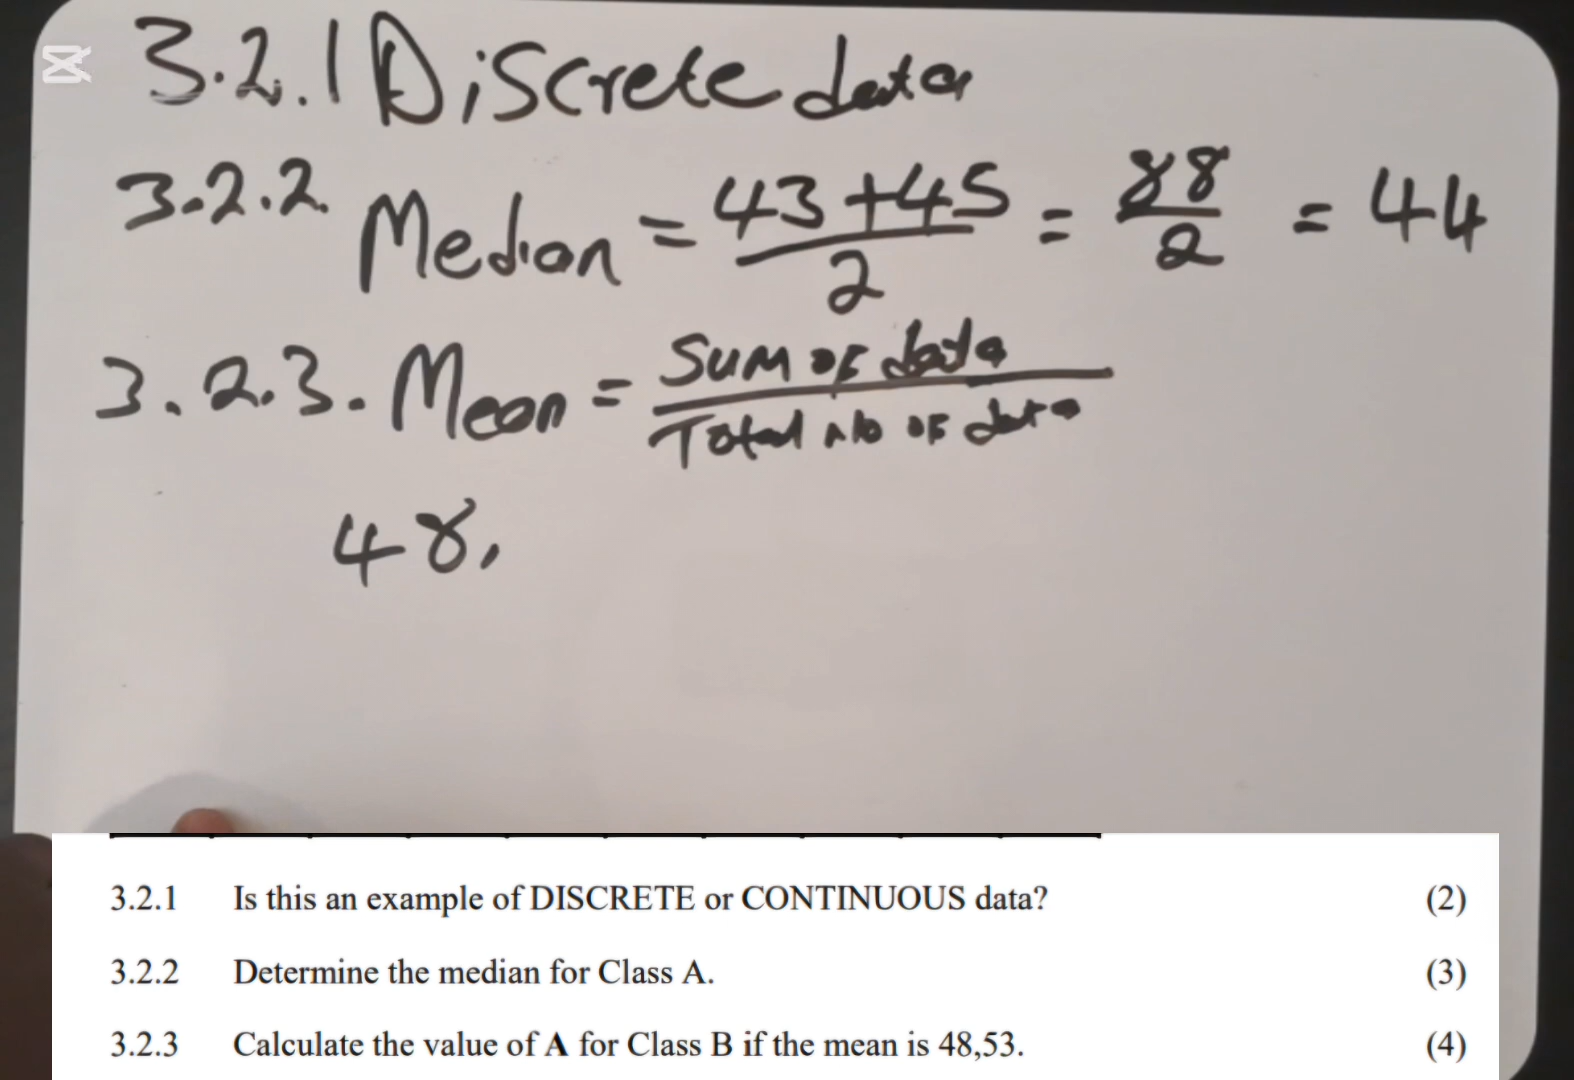 3.2.1 Discrete data
3.2.2. Median = 43+45/2 = 88/2 = 44
3.2.3. Mean = Sum of data/Total No of data
48,
3.2.1 Is this an example of DISCRETE or CONTINUOUS data? (2)
3.2.2 Determine the median for Class A. (3)
3.2.3 Calculate the value of A for Class B if the mean is 48,53. (4)